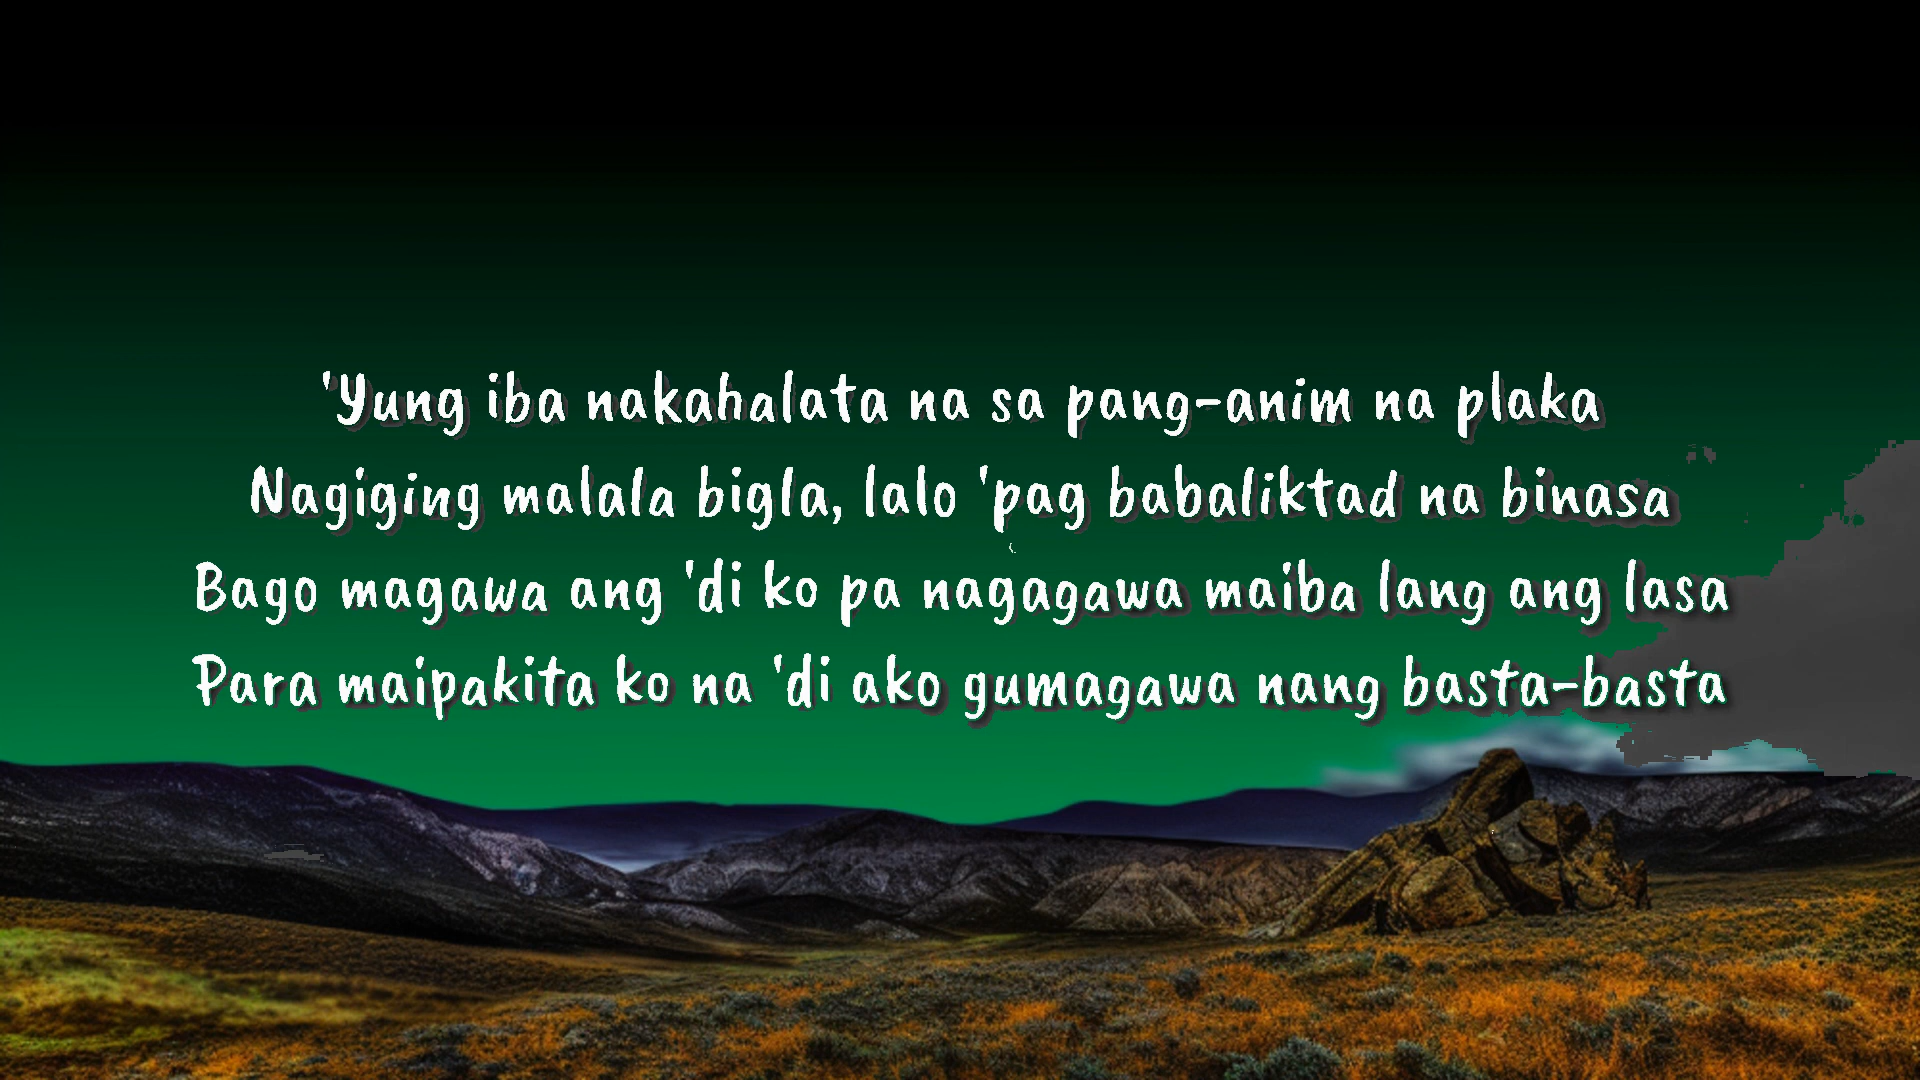 'Yung iba nakahalata na sa pang-anim na plaka
Nagiging malala bigla, lalo 'pag babaliktad na binasa
Bago magawa ang 'di ko pa nagagawa maiba lang ang lasa
Para maipakita ko na 'di ako gumagawa nang basta-basta